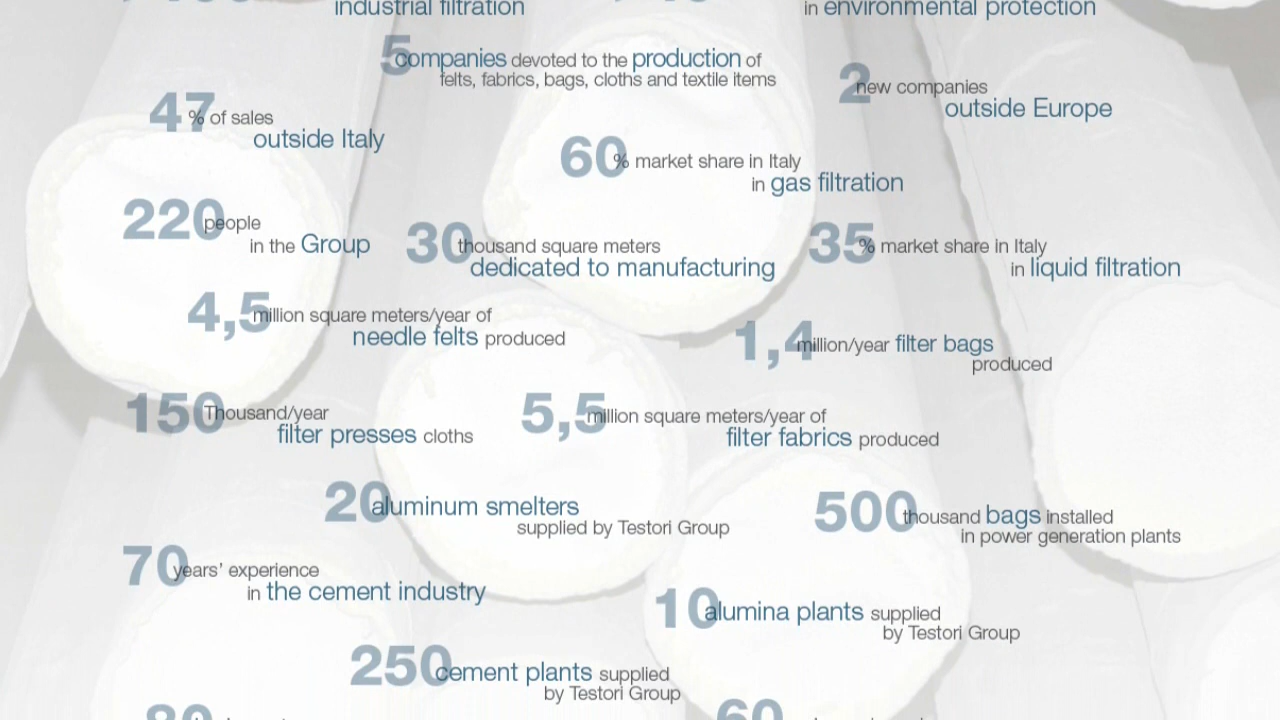 industrial filtration
in environmental protection
5 companies devoted to the production of
felts, fabrics, bags, cloths and textile items
2 new companies
outside Europe
47 % of sales
outside Italy
60 % market share in Italy
in gas filtration
220 people
in the Group
30 thousand square meters
dedicated to manufacturing
35 % market share in Italy
in liquid filtration
4,5 million square meters/year of
needle felts produced
1,4 million/year filter bags
produced
150 Thousand/year
filter presses cloths
5,5 million square meters/year of
filter fabrics produced
20 aluminum smelters
supplied by Testori Group
500 thousand bags installed
in power generation plants
70 years' experience
in the cement industry
10 alumina plants supplied
by Testori Group
250 cement plants supplied
by Testori Group
80
60